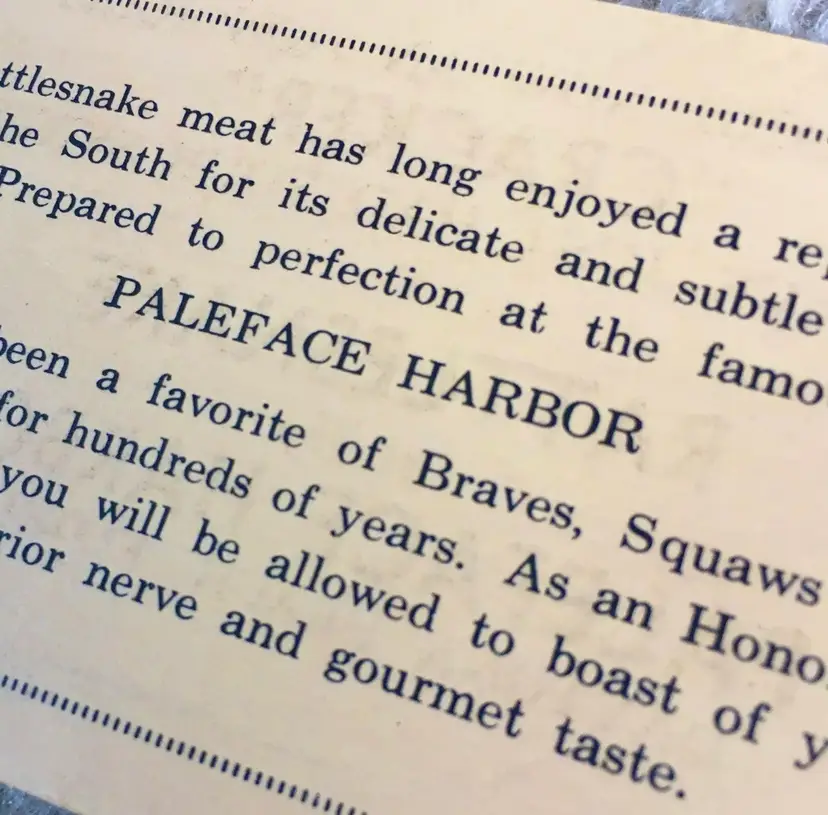 ttlesnake meat has long enjoyed a re
he South for its delicate and subtle
Prepared to perfection at the famo
PALEFACE HARBOR
been a favorite of Braves, Squaws
for hundreds of years. As an Hono
you will be allowed to boast of y
rior nerve and gourmet taste.